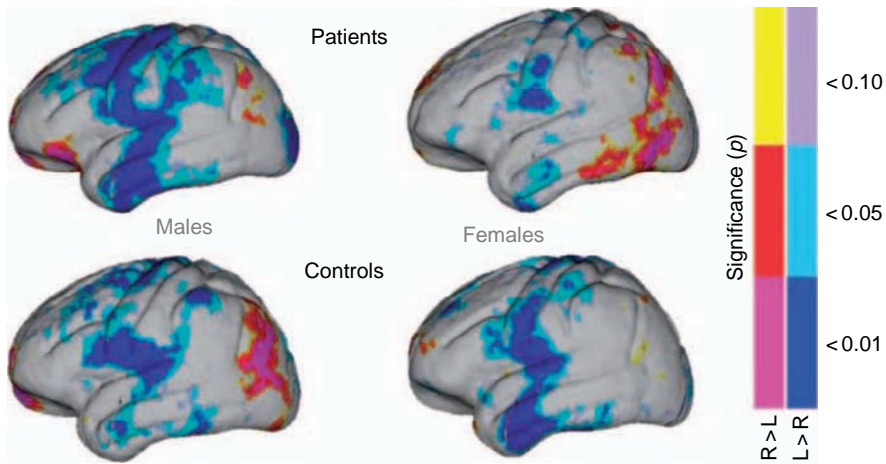 Patients
Males
Females
Controls
Significance (p)
< 0.10
< 0.05
< 0.01
R > L
L > R